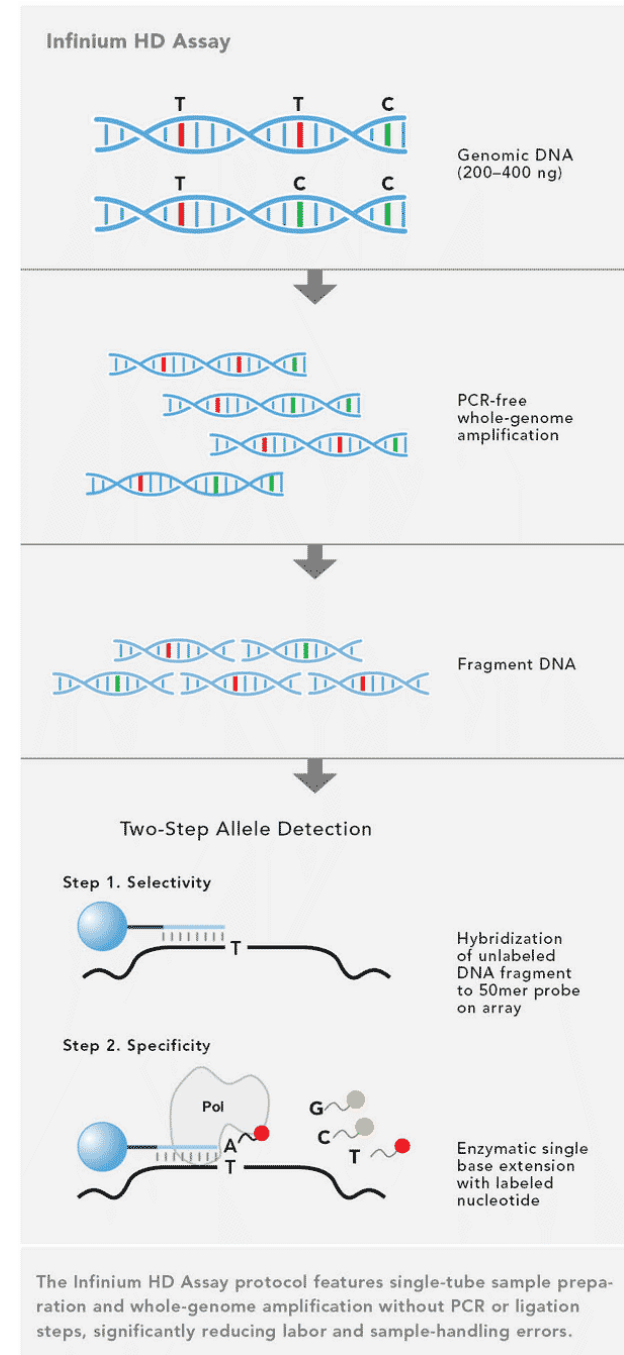 Infinium HD Assay
T T C
T C C
Genomic DNA
(200–400 ng)
PCR-free
whole-genome
amplification
Fragment DNA
Two-Step Allele Detection
Step 1. Selectivity
T
Hybridization
of unlabeled
DNA fragment
to 50mer probe
on array
Step 2. Specificity
Pol
A
T
G
C
T
Enzymatic single
base extension
with labeled
nucleotide
The Infinium HD Assay protocol features single-tube sample prepa-
ration and whole-genome amplification without PCR or ligation
steps, significantly reducing labor and sample-handling errors.